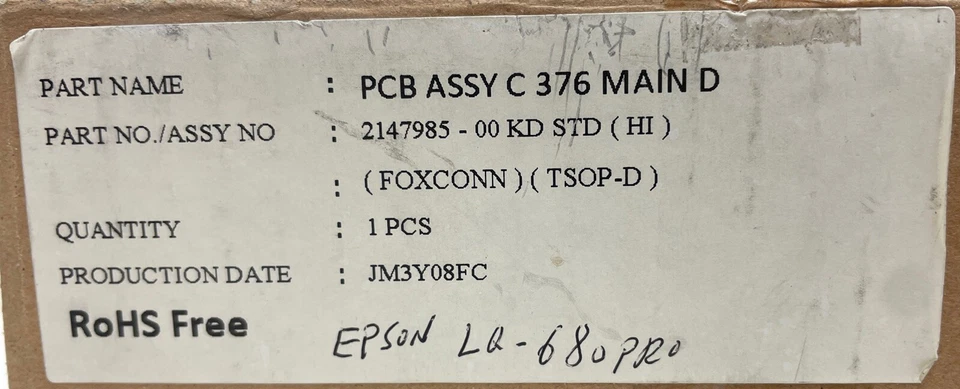 PART NAME : PCB ASSY C 376 MAIN D
PART NO./ASSY NO : 2147985 - 00 KD STD ( HI )
: ( FOXCONN ) ( TSOP-D )
QUANTITY : 1 PCS
PRODUCTION DATE : JM3Y08FC
RoHS Free
EPSON LQ-680PRO